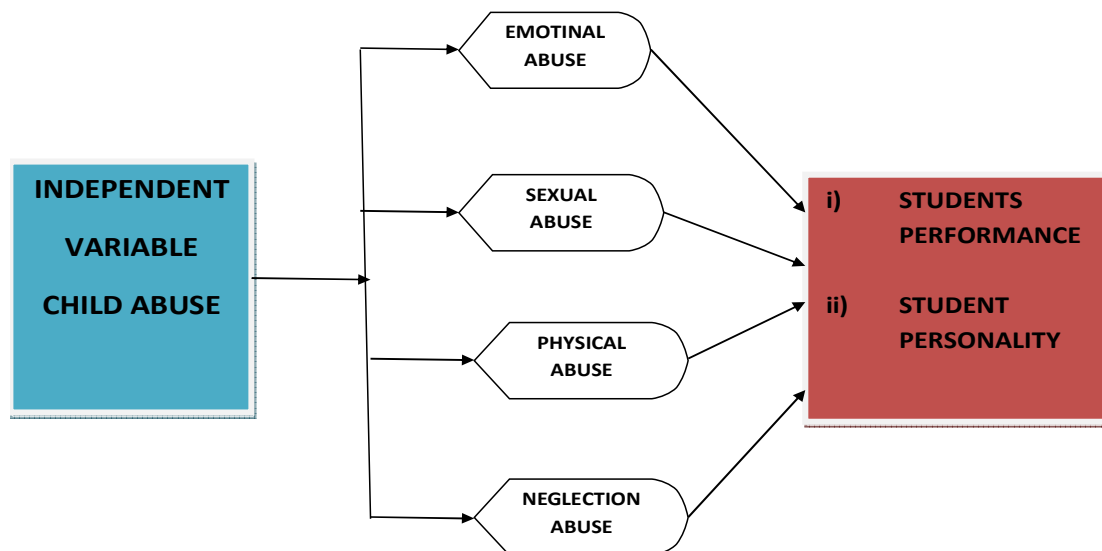 INDEPENDENT
VARIABLE
CHILD ABUSE
EMOTINAL
ABUSE
SEXUAL
ABUSE
PHYSICAL
ABUSE
NEGLECTION
ABUSE
i) STUDENTS
PERFORMANCE
ii) STUDENT
PERSONALITY